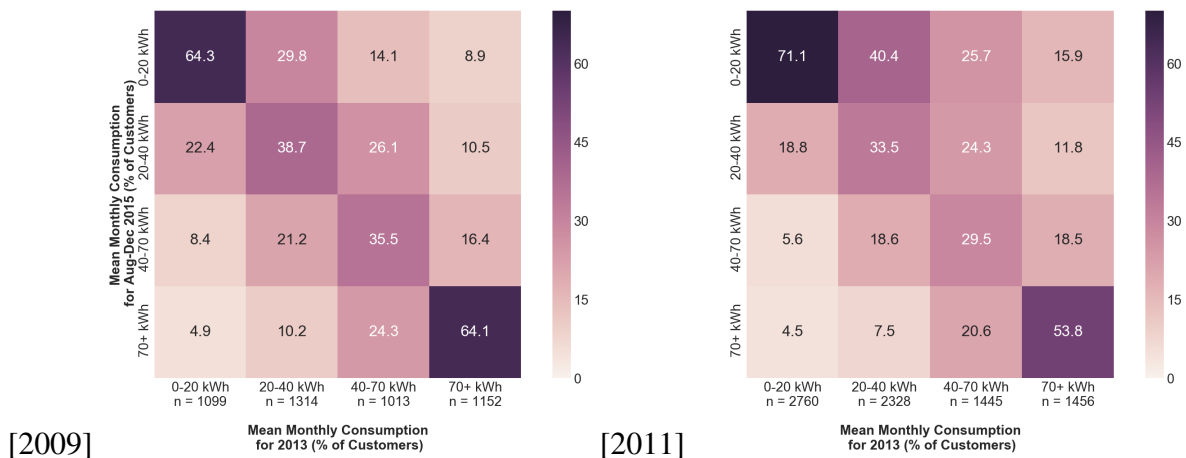 Mean Monthly Consumption
for Aug-Dec 2015 (% of Customers)
0-20 kWh
64.3 29.8 14.1 8.9
20-40 kWh
22.4 38.7 26.1 10.5
40-70 kWh
8.4 21.2 35.5 16.4
70+ kWh
4.9 10.2 24.3 64.1
60
45
30
15
0
0-20 kWh 20-40 kWh 40-70 kWh 70+ kWh
n = 1099 n = 1314 n = 1013 n = 1152
Mean Monthly Consumption
for 2013 (% of Customers)
[2009]
0-20 kWh
71.1 40.4 25.7 15.9
20-40 kWh
18.8 33.5 24.3 11.8
40-70 kWh
5.6 18.6 29.5 18.5
70+ kWh
4.5 7.5 20.6 53.8
60
45
30
15
0
0-20 kWh 20-40 kWh 40-70 kWh 70+ kWh
n = 2760 n = 2328 n = 1445 n = 1456
Mean Monthly Consumption
for 2013 (% of Customers)
[2011]